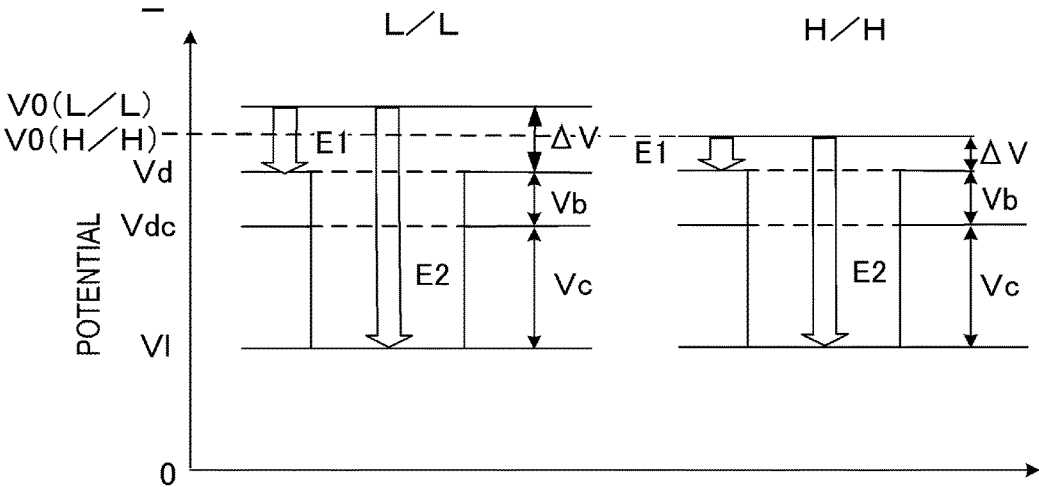 −
L／L
H／H
V0(L／L)
V0(H／H)
E1
ΔV
E1
ΔV
Vd
Vb
Vb
Vdc
E2
Vc
E2
Vc
POTENTIAL
Vl
0